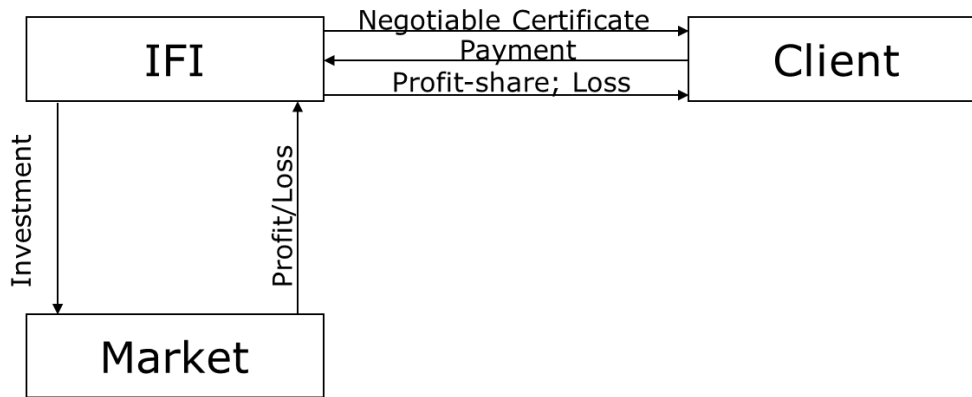 Negotiable Certificate
IFI
Payment
Client
Profit-share; Loss
Investment
Profit/Loss
Market